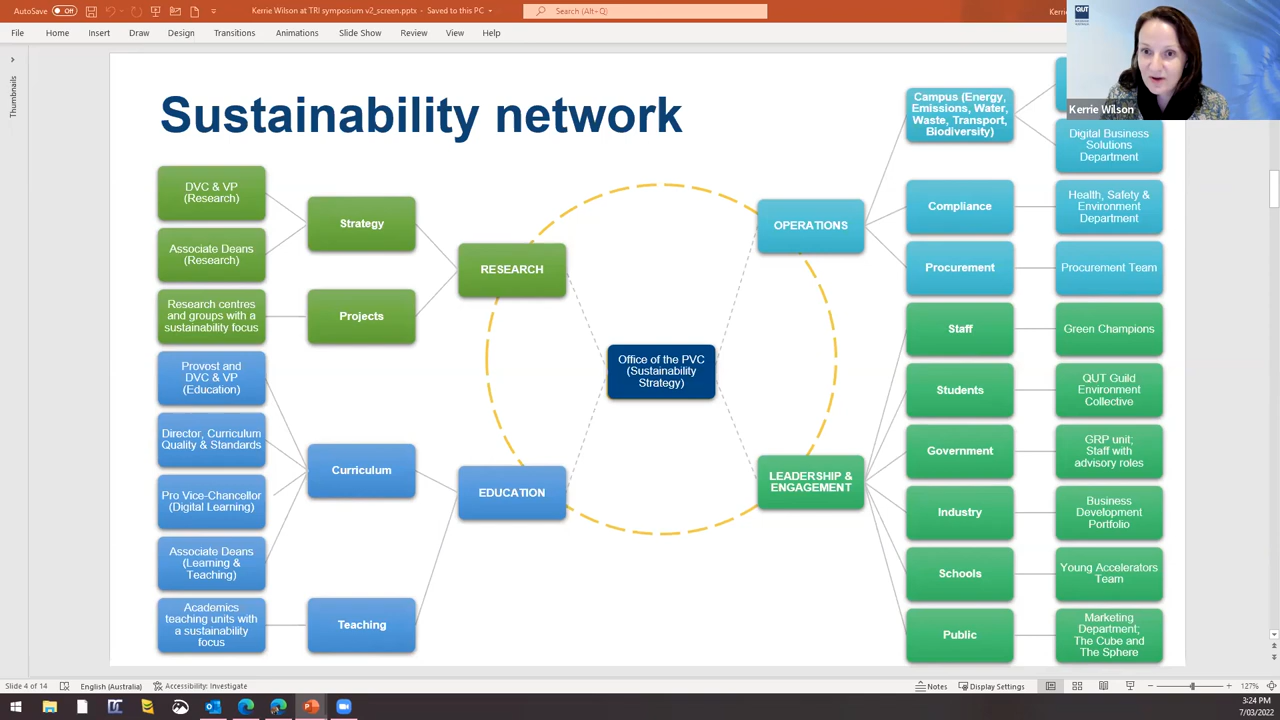 AutoSave Off
Kerrie Wilson at TRI symposium v2_screen.pptx - Saved to this PC
Search (Alt+Q)
File Home Insert Draw Design Transitions Animations Slide Show Review View Help
QUT
Kerrie Wilson
Thumbnails
Sustainability network
DVC & VP
(Research)
Associate Deans
(Research)
Research centres
and groups with a
sustainability focus
Strategy
Projects
RESEARCH
Provost and
DVC & VP
(Education)
Director, Curriculum
Quality & Standards
Pro Vice-Chancellor
(Digital Learning)
Associate Deans
(Learning &
Teaching)
Academics
teaching units with
a sustainability
focus
Curriculum
Teaching
EDUCATION
Office of the PVC
(Sustainability
Strategy)
OPERATIONS
Campus (Energy,
Emissions, Water,
Waste, Transport,
Biodiversity)
Digital Business
Solutions
Department
Compliance
Health, Safety &
Environment
Department
Procurement
Procurement Team
LEADERSHIP &
ENGAGEMENT
Staff
Green Champions
Students
QUT Guild
Environment
Collective
Government
GRP unit;
Staff with
advisory roles
Industry
Business
Development
Portfolio
Schools
Young Accelerators
Team
Public
Marketing
Department;
The Cube and
The Sphere
Slide 4 of 14 English (Australia) Accessibility: Investigate Notes Display Settings 127%
3:24 PM
7/03/2022